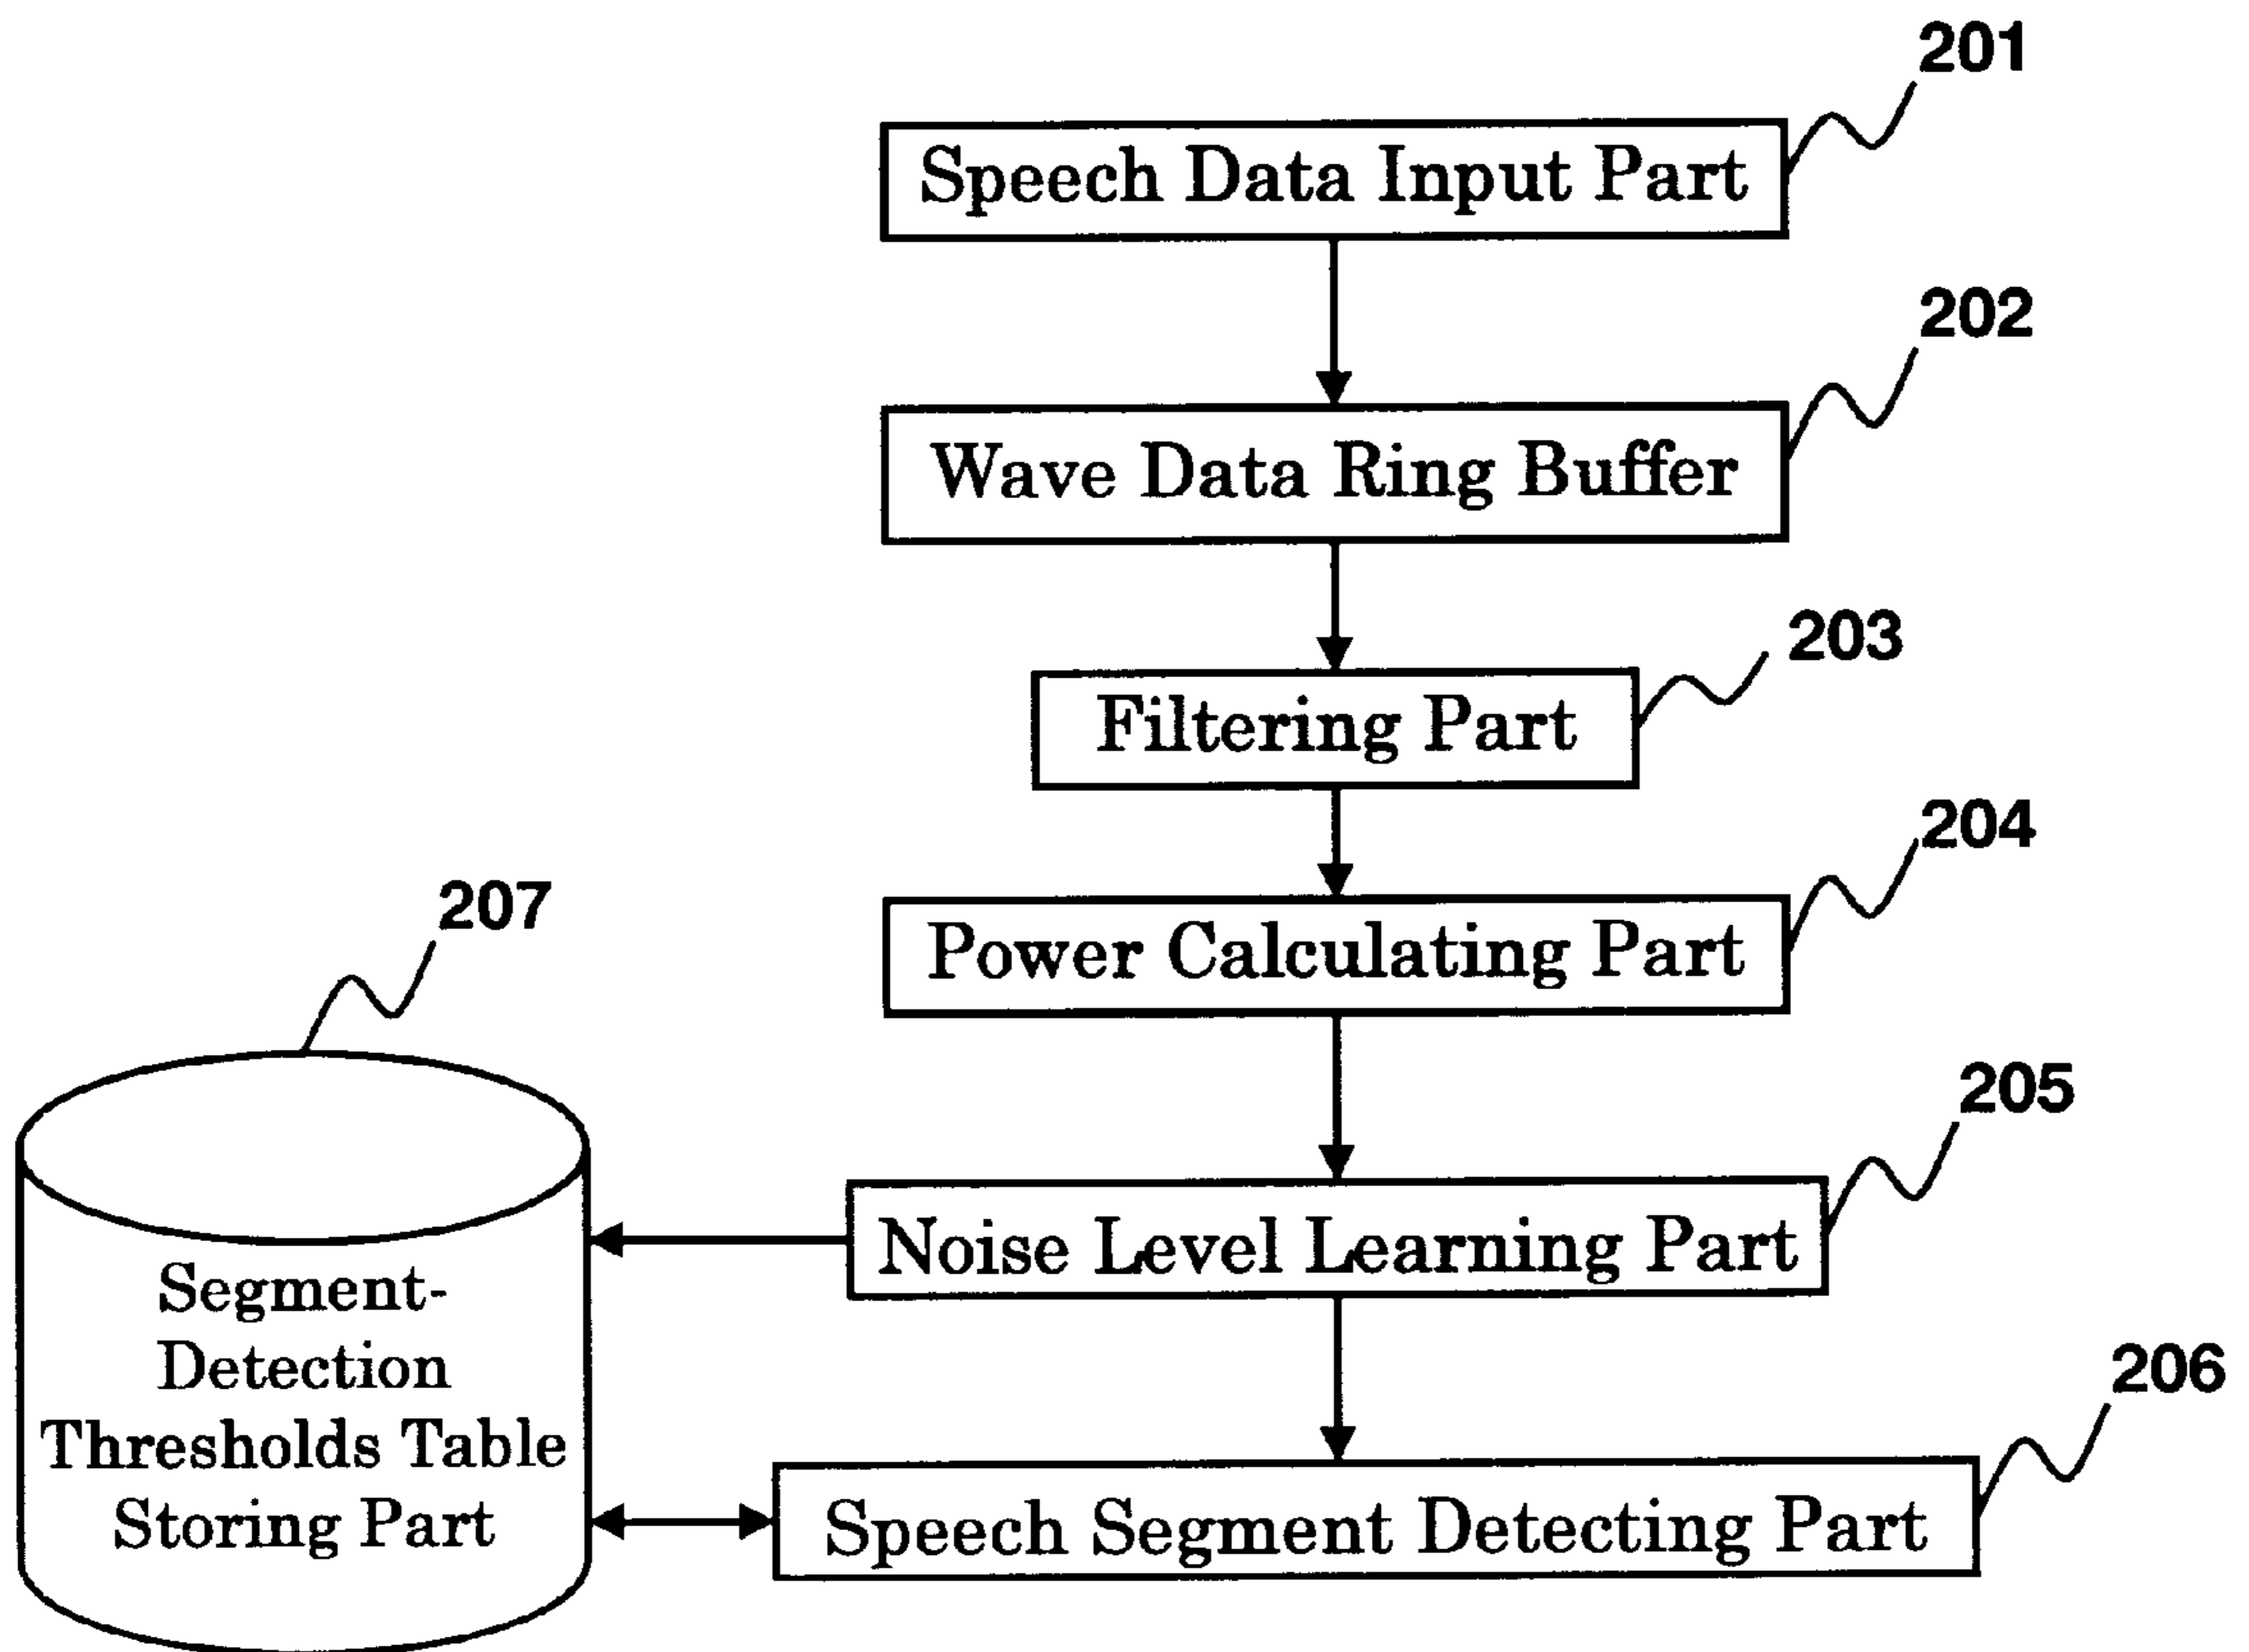 201
Speech Data Input Part
202
Wave Data Ring Buffer
203
Filtering Part
204
Power Calculating Part
207
205
Noise Level Learning Part
Segment-
Detection
Thresholds Table
Storing Part
206
Speech Segment Detecting Part